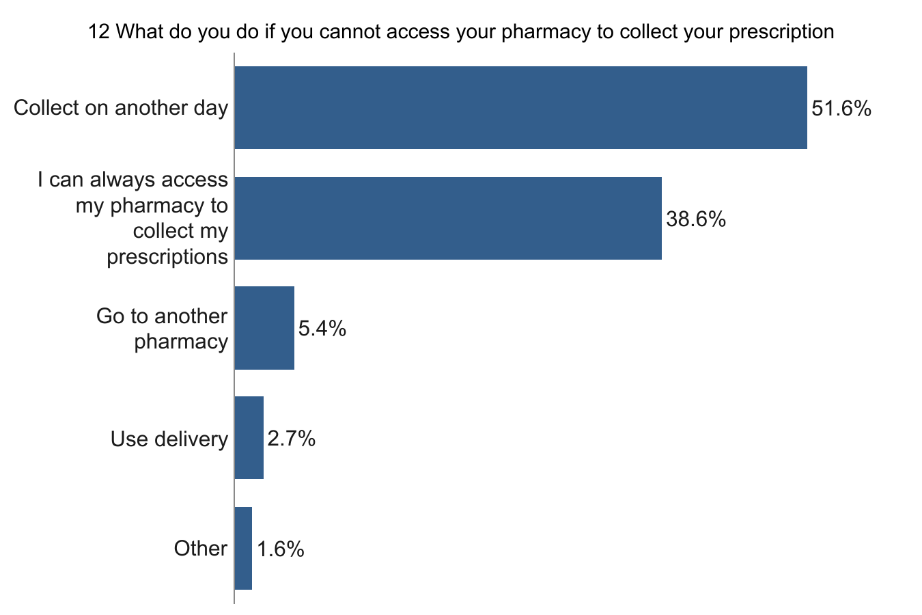 12 What do you do if you cannot access your pharmacy to collect your prescription
Collect on another day
51.6%
I can always access
my pharmacy to
collect my
prescriptions
38.6%
Go to another
pharmacy
5.4%
Use delivery
2.7%
Other
1.6%